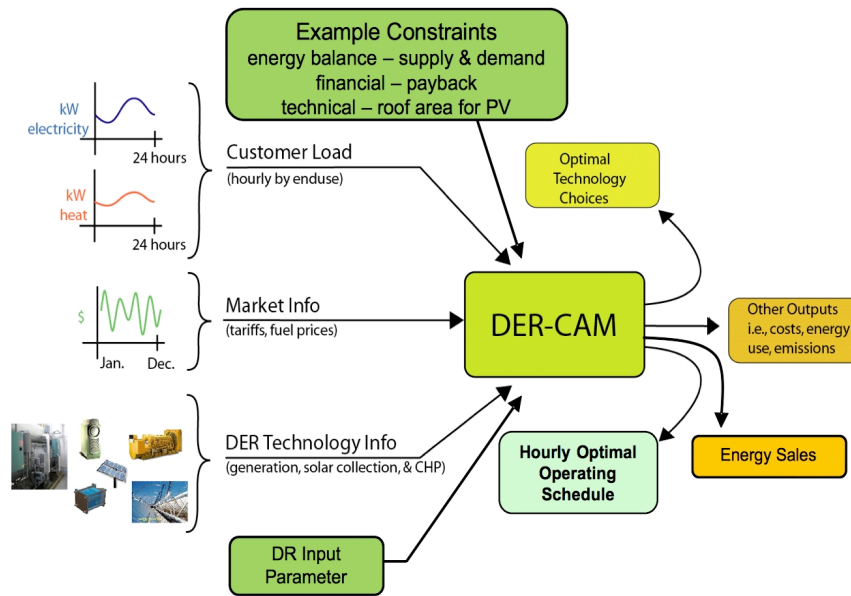 Example Constraints
energy balance – supply & demand
financial – payback
technical – roof area for PV
kW
electricity
24 hours
kW
heat
24 hours
Customer Load
(hourly by enduse)
Optimal
Technology
Choices
$
Jan.
Dec.
Market Info
(tariffs, fuel prices)
DER-CAM
Other Outputs
i.e., costs, energy
use, emissions
DER Technology Info
(generation, solar collection, & CHP)
Hourly Optimal
Operating
Schedule
Energy Sales
DR Input
Parameter